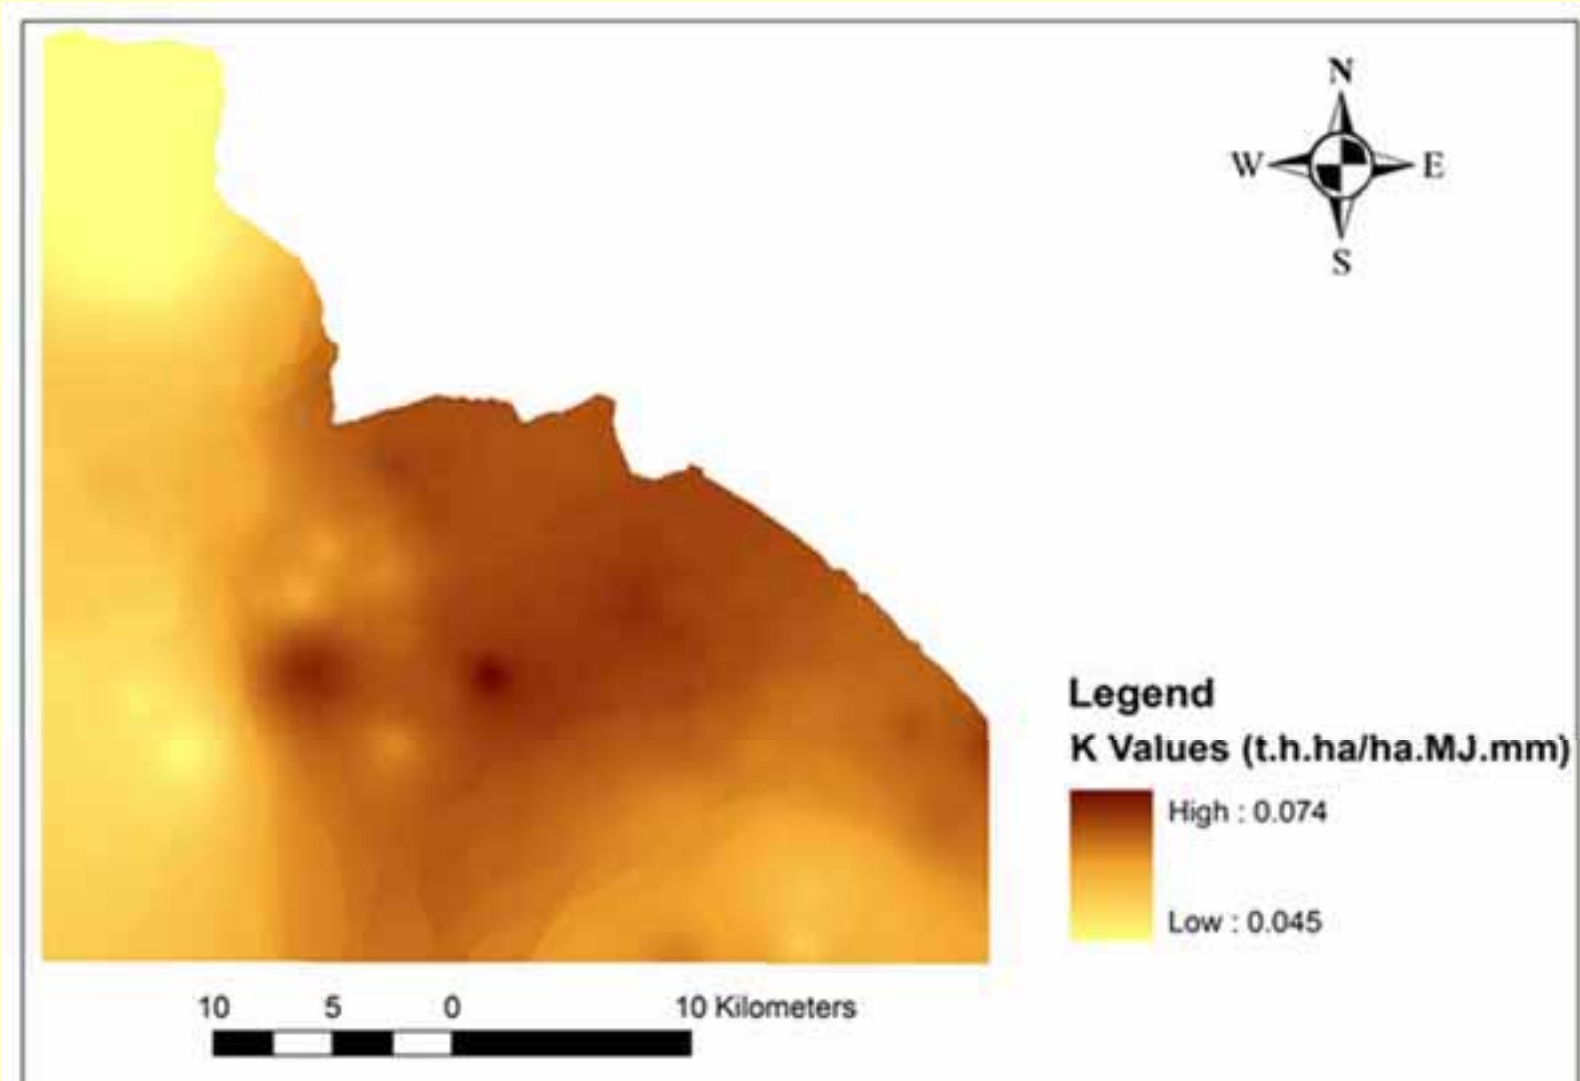 N
W E
S
Legend
K Values (t.h.ha/ha.MJ.mm)
High : 0.074
Low : 0.045
10 5 0 10 Kilometers